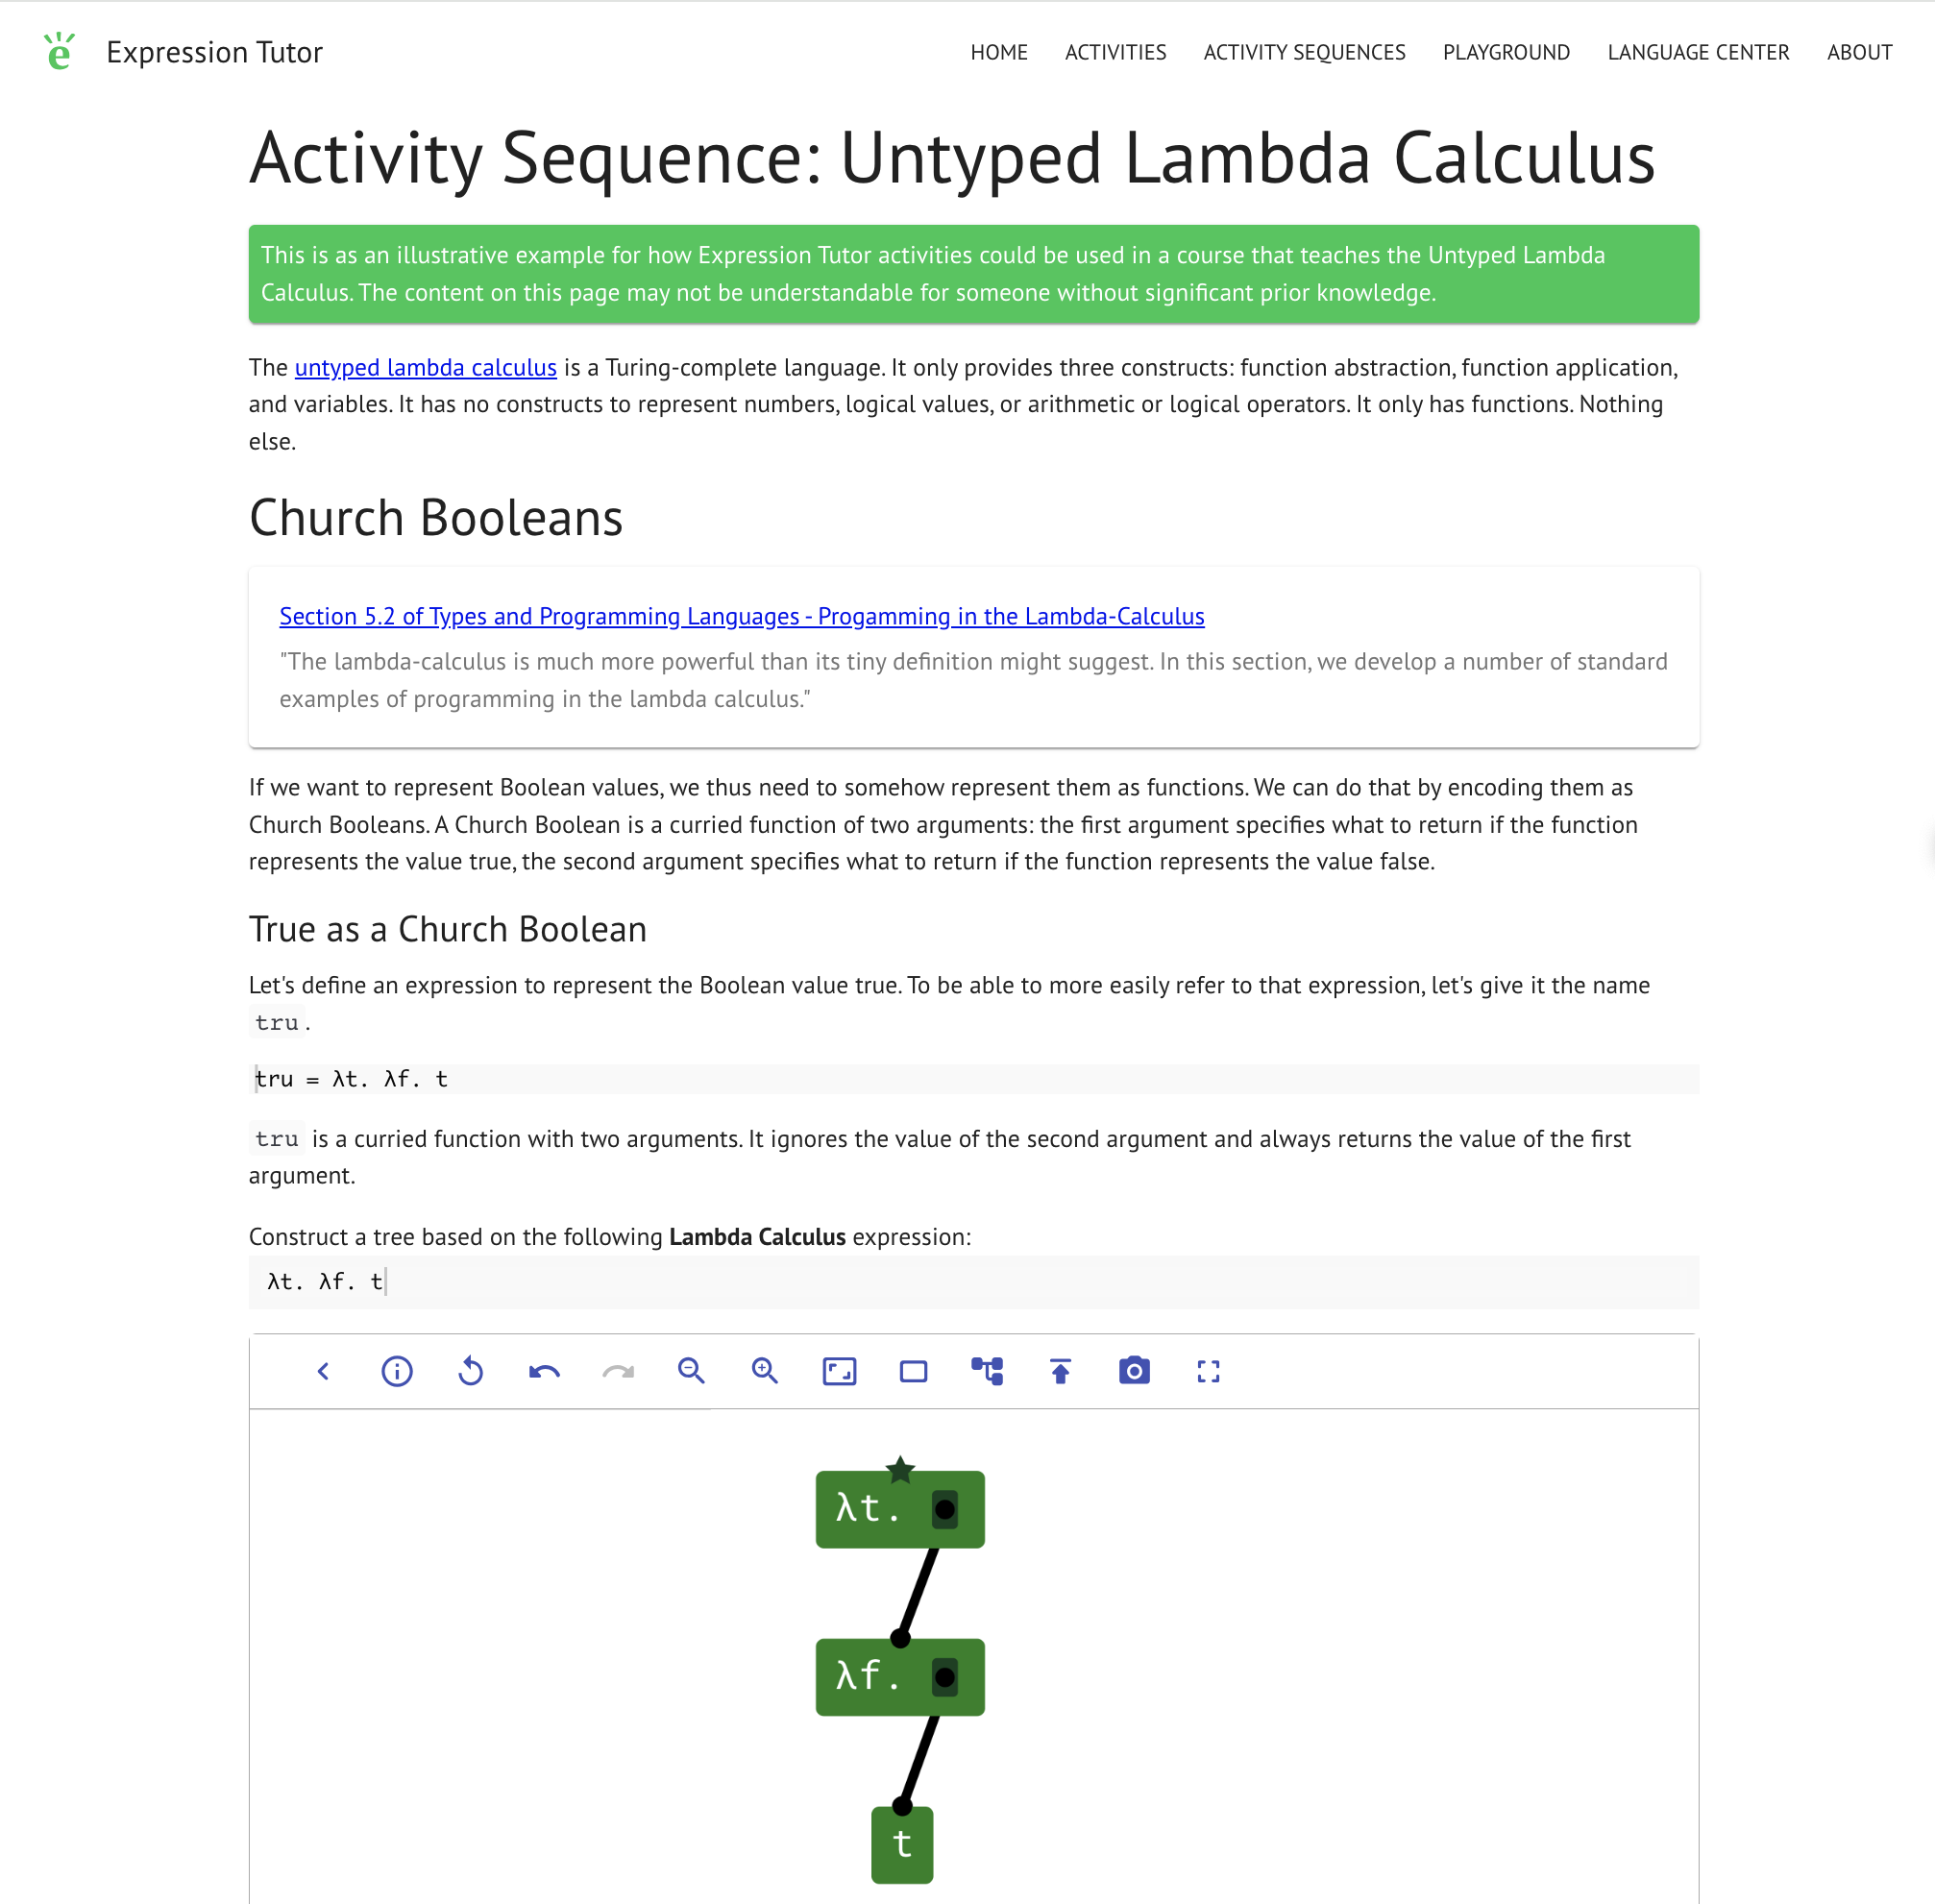 Expression Tutor
HOME
ACTIVITIES
ACTIVITY SEQUENCES
PLAYGROUND
LANGUAGE CENTER
ABOUT
Activity Sequence: Untyped Lambda Calculus
This is as an illustrative example for how Expression Tutor activities could be used in a course that teaches the Untyped Lambda
Calculus. The content on this page may not be understandable for someone without significant prior knowledge.
The untyped lambda calculus is a Turing-complete language. It only provides three constructs: function abstraction, function application,
and variables. It has no constructs to represent numbers, logical values, or arithmetic or logical operators. It only has functions. Nothing
else.
Church Booleans
Section 5.2 of Types and Programming Languages - Progamming in the Lambda-Calculus
"The lambda-calculus is much more powerful than its tiny definition might suggest. In this section, we develop a number of standard
examples of programming in the lambda calculus."
If we want to represent Boolean values, we thus need to somehow represent them as functions. We can do that by encoding them as
Church Booleans. A Church Boolean is a curried function of two arguments: the first argument specifies what to return if the function
represents the value true, the second argument specifies what to return if the function represents the value false.
True as a Church Boolean
Let's define an expression to represent the Boolean value true. To be able to more easily refer to that expression, let's give it the name
tru.
tru = λt. λf. t
tru is a curried function with two arguments. It ignores the value of the second argument and always returns the value of the first
argument.
Construct a tree based on the following Lambda Calculus expression:
λt. λf. t
λt.
λf.
t